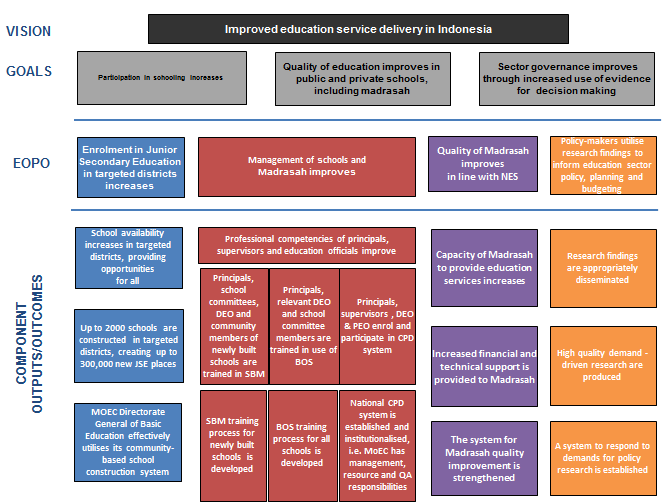 VISION
Improved education service delivery in Indonesia
GOALS
Participation in schooling increases
Quality of education improves in
public and private schools,
including madrasah
Sector governance improves
through increased use of evidence
for decision making
EOPO
Enrolment in Junior
Secondary Education
in targeted districts
increases
Management of schools and
Madrasah improves
Quality of Madrasah
improves
in line with NES
Policy-makers utilise
research findings to
inform education sector
policy, planning and
budgeting
COMPONENT
OUTPUTS/OUTCOMES
School availability
increases in targeted
districts, providing
opportunities
for all
Professional competencies of principals,
supervisors and education officials improve
Capacity of Madrasah
to provide education
services increases
Research findings
are appropriately
disseminated
Up to 2000 schools are
constructed in targeted
districts, creating up to
300,000 new JSE places
Principals,
school
committees,
DEO and
community
members of
newly built
schools are
trained in SBM
Principals,
relevant DEO
and school
committee
members are
trained in use of
BOS
Principals,
supervisors , DEO
& PEO enrol and
participate in CPD
system
Increased financial and
technical support is
provided to Madrasah
High quality demand -
driven research are
produced
MOEC Directorate
General of Basic
Education effectively
utilises its community-
based school
construction system
SBM training
process for
newly built
schools is
developed
BOS training
process for all
schools is
developed
National CPD
system is
established and
institutionalised,
i.e. MoEC has
management,
resource and QA
responsibilities
The system for
Madrasah quality
improvement is
strengthened
A system to respond to
demands for policy
research is established